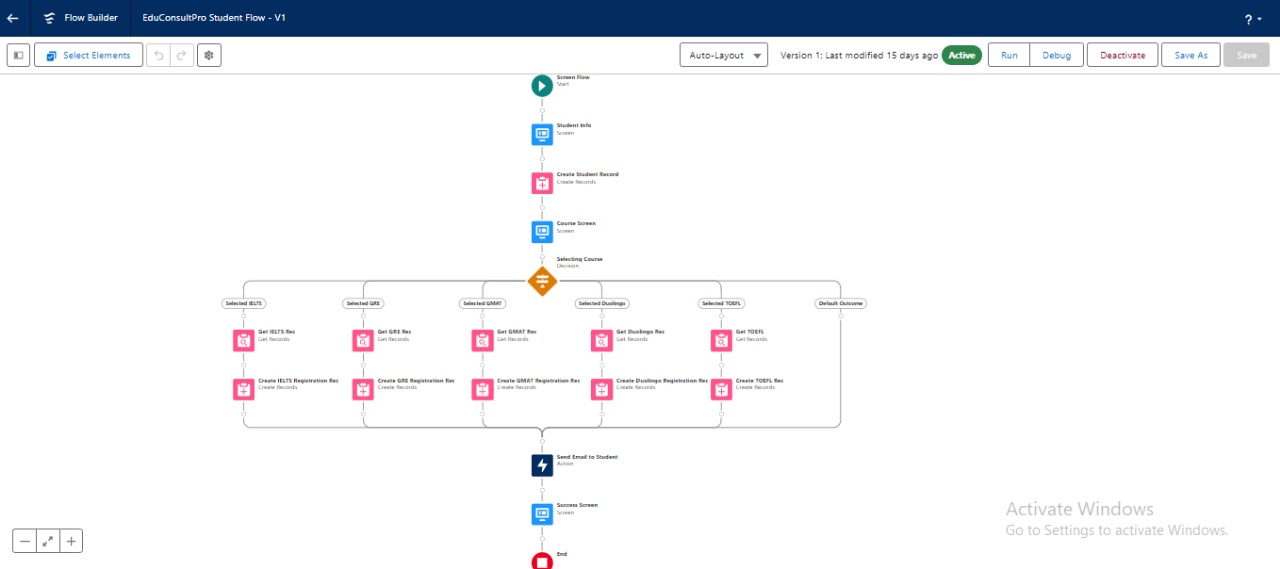 Flow Builder
EduConsultPro Student Flow - V1
?
Select Elements
Auto-Layout
Version 1: Last modified 15 days ago
Active
Run
Debug
Deactivate
Save As
Save
Screen Flow
Start
Student Info
Screen
Create Student Record
Create Records
Course Screen
Screen
Selecting Course
Decision
Selected IELTS
Selected GRE
Selected GMAT
Selected Duolingo
Selected TOEFL
Default Outcome
Get IELTS Rec
Get Records
Get GRE Rec
Get Records
Get GMAT Rec
Get Records
Get Duolingo Rec
Get Records
Get TOEFL
Get Records
Create IELTS Registration Rec
Create Records
Create GRE Registration Rec
Create Records
Create GMAT Registration Rec
Create Records
Create Duolingo Registration Rec
Create Records
Create TOEFL Rec
Create Records
Send Email to Student
Action
Success Screen
Screen
End
Activate Windows
Go to Settings to activate Windows.